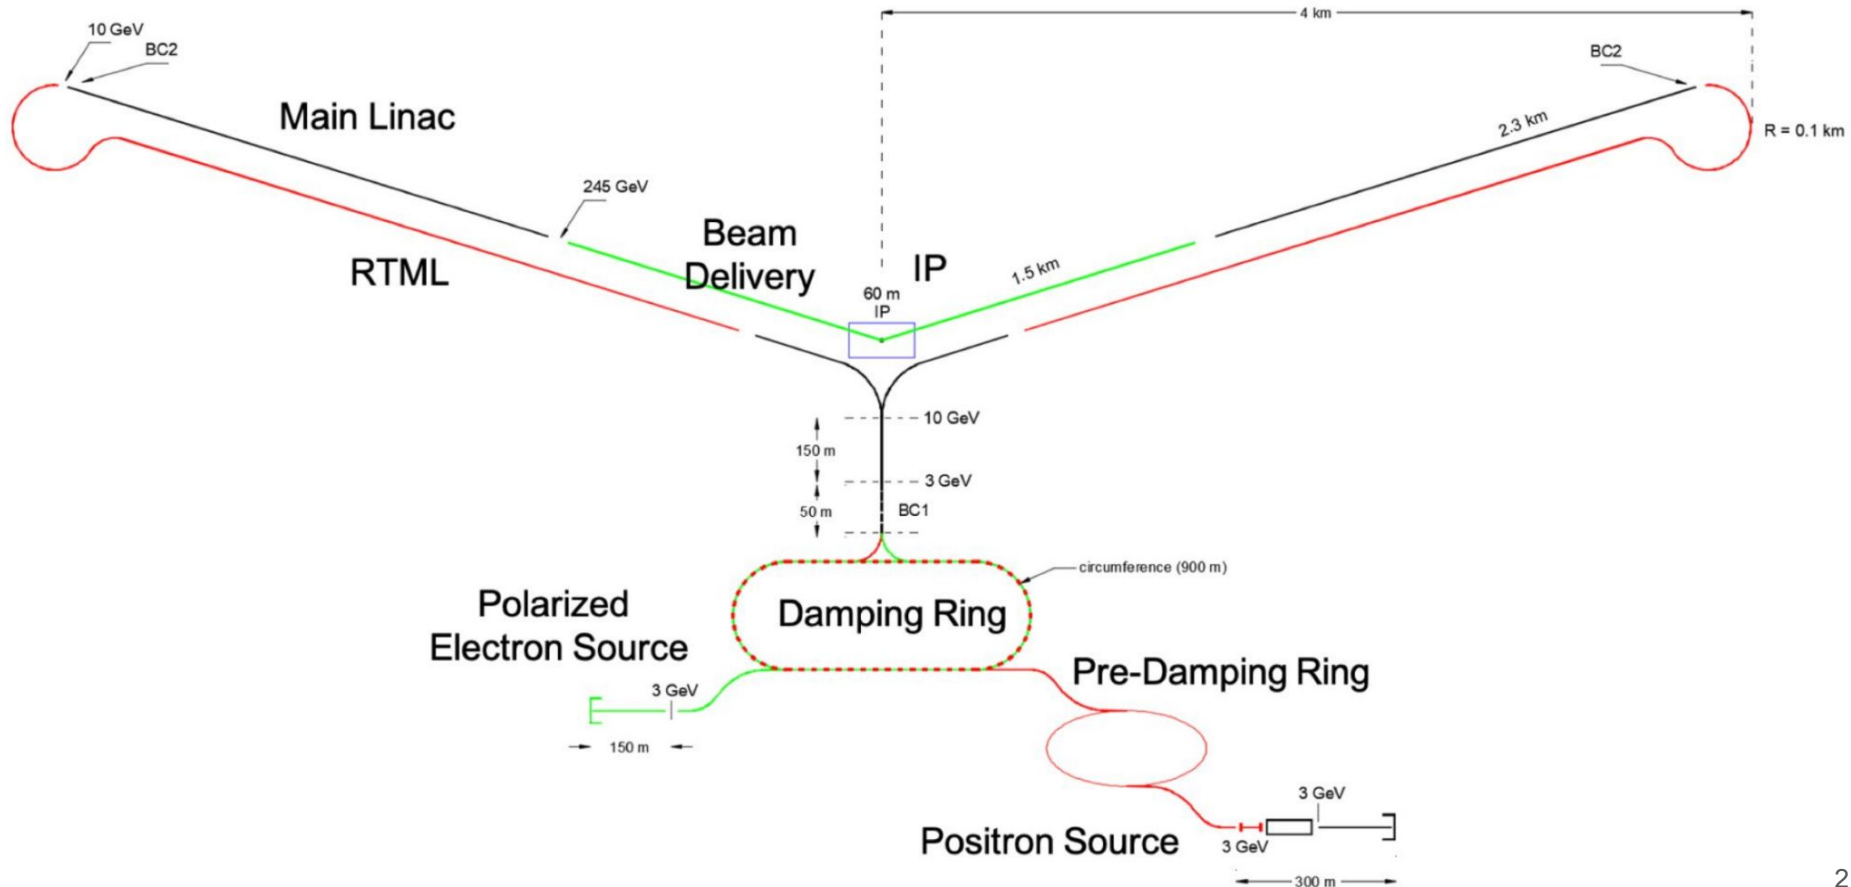 4 km
10 GeV
BC2
BC2
Main Linac
2.3 km
R = 0.1 km
245 GeV
Beam
Delivery
IP
RTML
1.5 km
60 m
IP
10 GeV
150 m
3 GeV
50 m
BC1
circumference (900 m)
Polarized
Electron Source
Damping Ring
Pre-Damping Ring
3 GeV
150 m
3 GeV
Positron Source
3 GeV
300 m
2